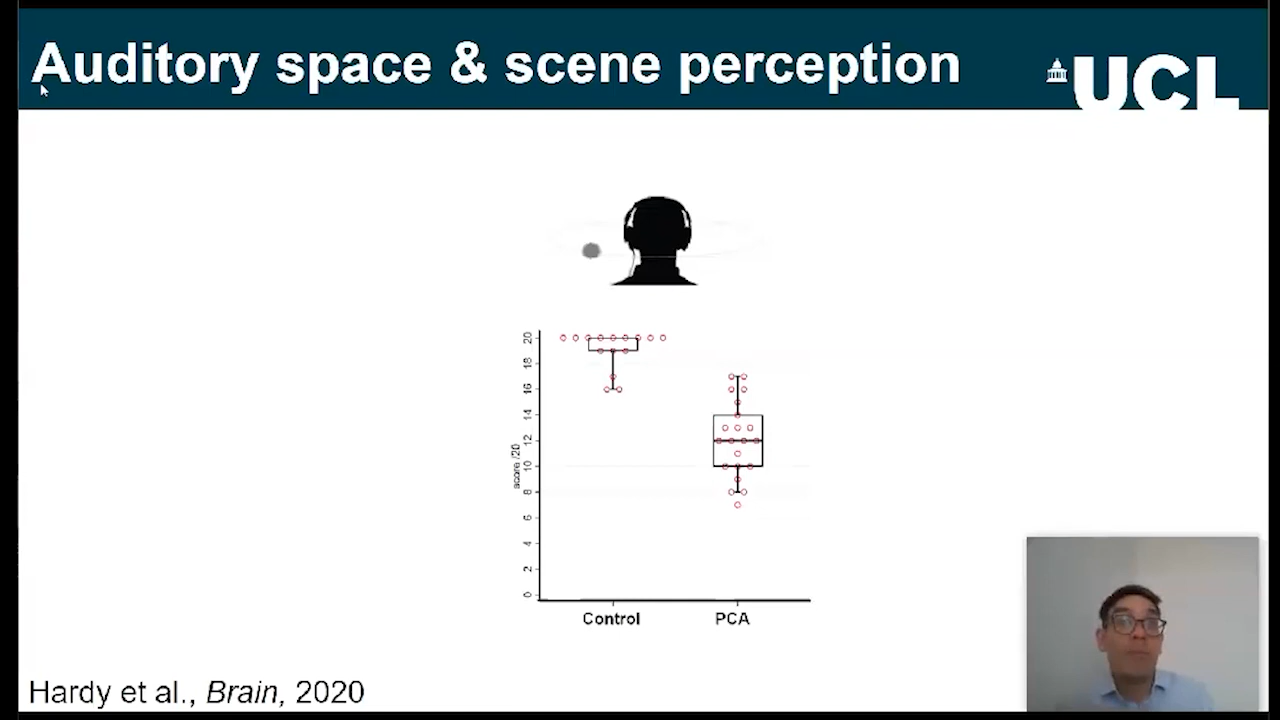 Auditory space & scene perception
UCL
20
18
16
14
12
10
8
6
4
2
0
score /20
Control
PCA
Hardy et al., Brain, 2020